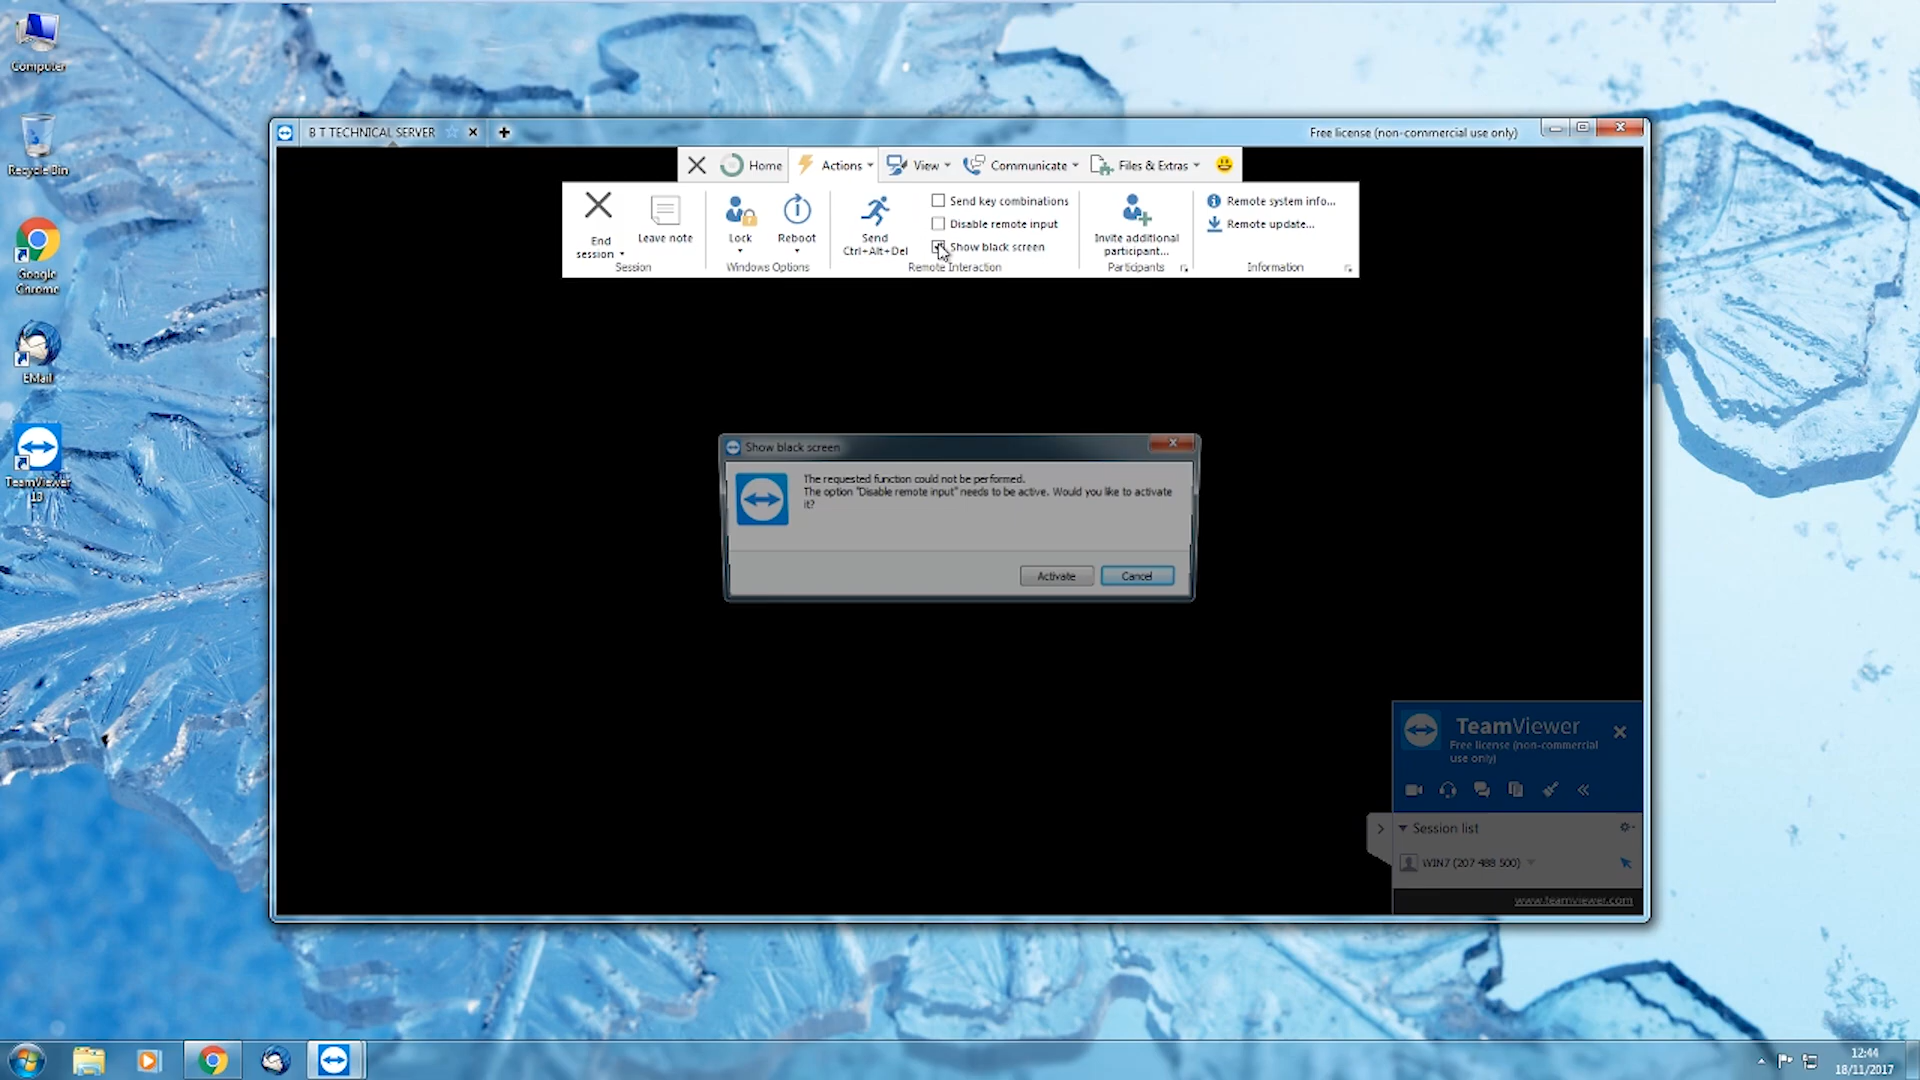 Computer
Recycle Bin
Google
Chrome
EMail
TeamViewer
13
B T TECHNICAL SERVER
Free license (non-commercial use only)
Home
Actions
View
Communicate
Files & Extras
End
session
Leave note
Session
Lock
Reboot
Windows Options
Send
Ctrl+Alt+Del
Send key combinations
Disable remote input
Show black screen
Remote Interaction
Invite additional
participant...
Participants
Remote system info...
Remote update...
Information
Show black screen
The requested function could not be performed.
The option "Disable remote input" needs to be active. Would you like to activate
it?
Activate
Cancel
TeamViewer
Free license (non-commercial
use only)
Session list
WIN7 (207 488 500)
www.teamviewer.com
12:44
18/11/2017